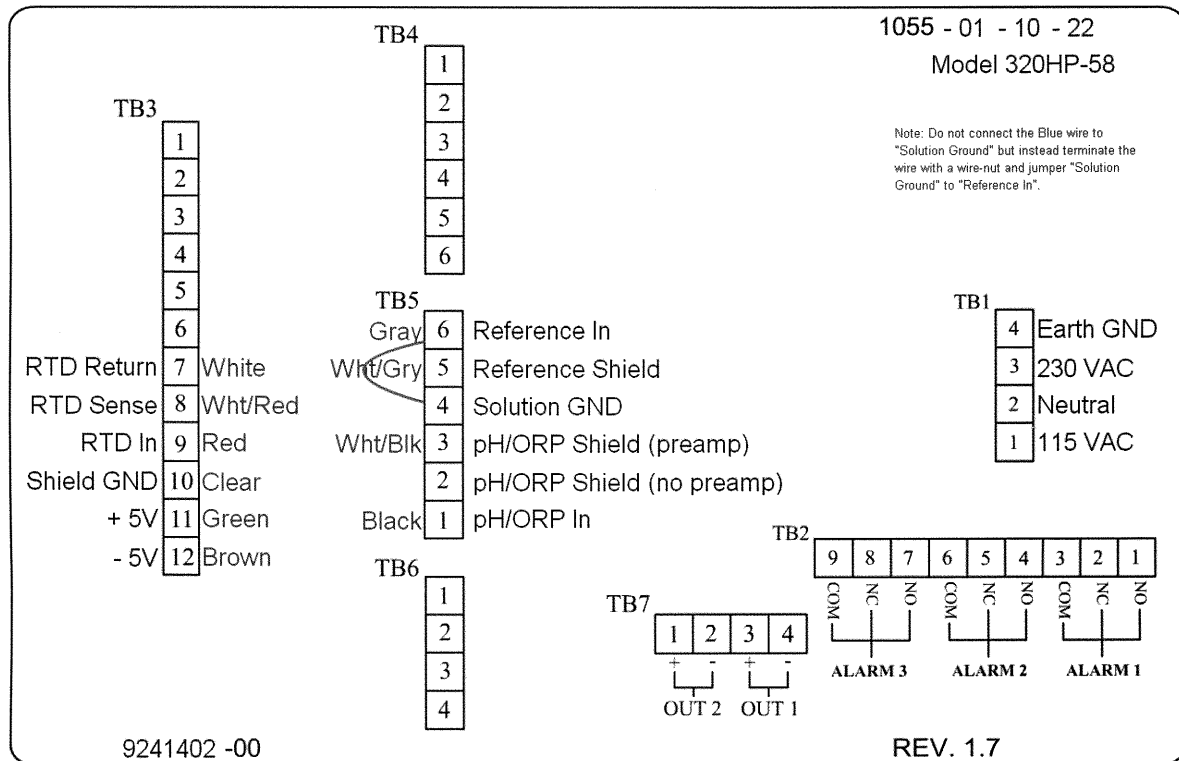 1055 - 01 - 10 - 22
Model 320HP-58
Note: Do not connect the Blue wire to
"Solution Ground" but instead terminate the
wire with a wire-nut and jumper "Solution
Ground" to "Reference In".
TB4
1
2
3
4
5
6
TB3
1
2
3
4
5
6
RTD Return 7 White
RTD Sense 8 Wht/Red
RTD In 9 Red
Shield GND 10 Clear
+ 5V 11 Green
- 5V 12 Brown
TB5
Gray 6 Reference In
Wht/Gry 5 Reference Shield
4 Solution GND
Wht/Blk 3 pH/ORP Shield (preamp)
2 pH/ORP Shield (no preamp)
Black 1 pH/ORP In
TB1
4 Earth GND
3 230 VAC
2 Neutral
1 115 VAC
TB6
1
2
3
4
TB2
9 8 7 6 5 4 3 2 1
COM NC NO COM NC NO COM NC NO
ALARM 3 ALARM 2 ALARM 1
TB7
1 2 3 4
+ - + -
OUT 2 OUT 1
9241402 -00
REV. 1.7